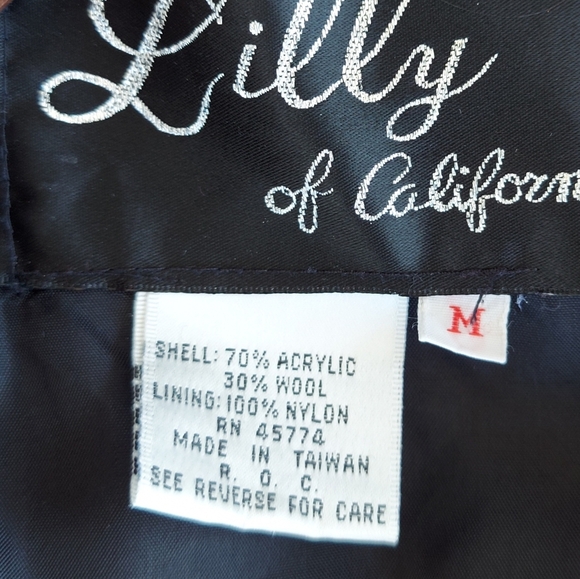 Lilly
of Californ
M
SHELL: 70% ACRYLIC
30% WOOL
LINING: 100% NYLON
RN 45774
MADE IN TAIWAN
R. O. C.
SEE REVERSE FOR CARE